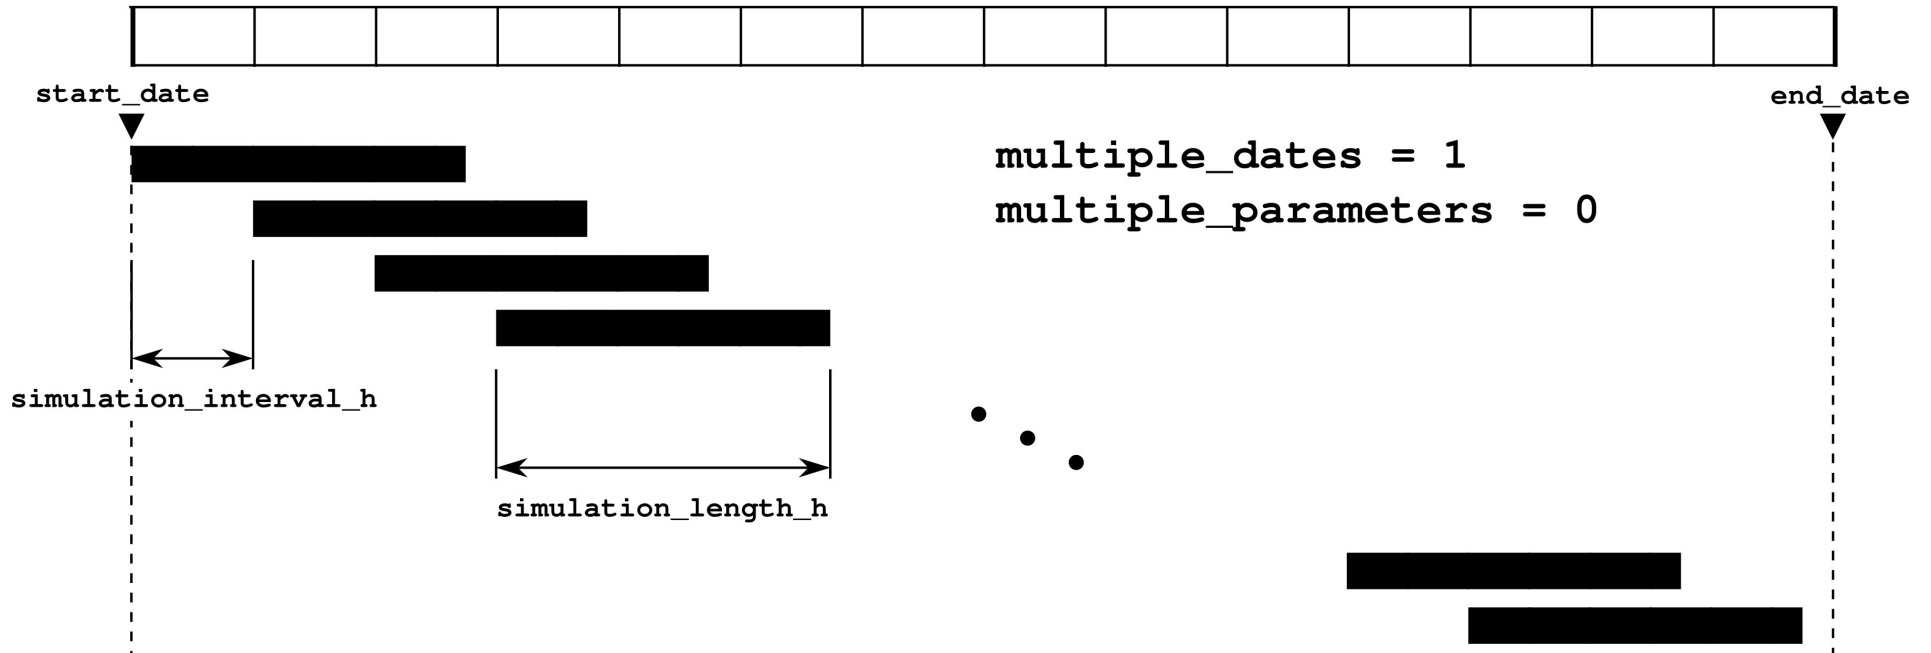 start_date
end_date
multiple_dates = 1
multiple_parameters = 0
simulation_interval_h
simulation_length_h